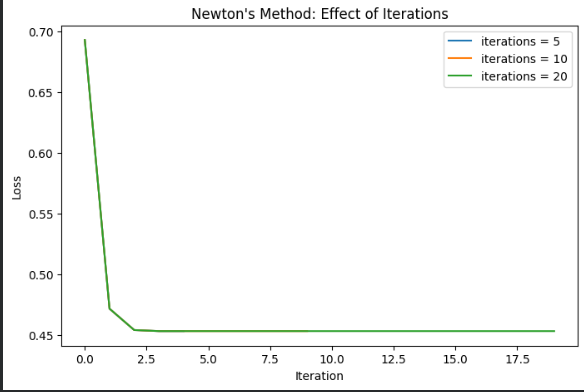 Newton's Method: Effect of Iterations
iterations = 5
iterations = 10
iterations = 20
0.70
0.65
0.60
0.55
0.50
0.45
Loss
0.0 2.5 5.0 7.5 10.0 12.5 15.0 17.5
Iteration